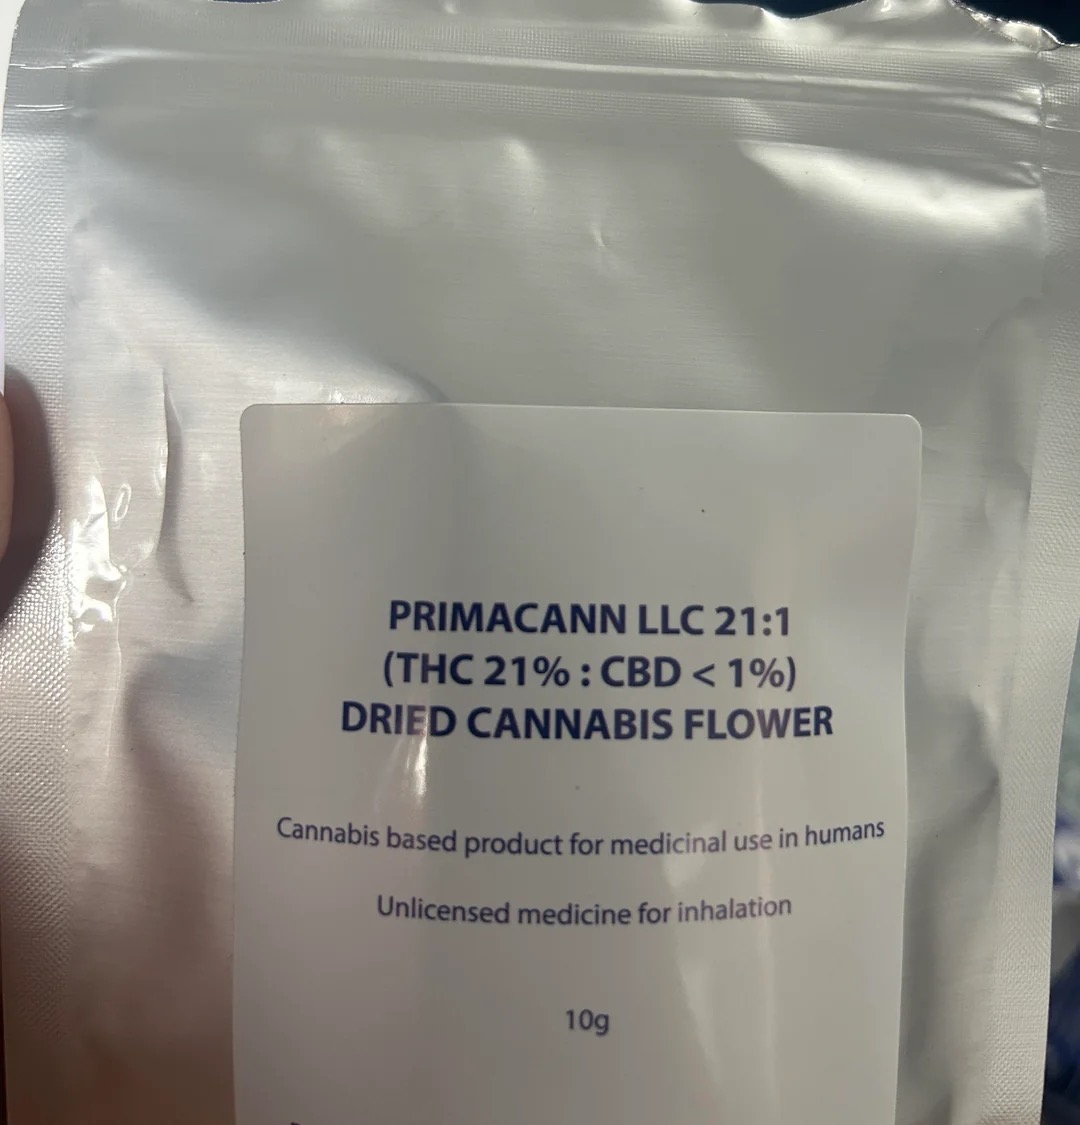 PRIMACANN LLC 21:1
(THC 21% : CBD < 1%)
DRIED CANNABIS FLOWER
Cannabis based product for medicinal use in humans
Unlicensed medicine for inhalation
10g